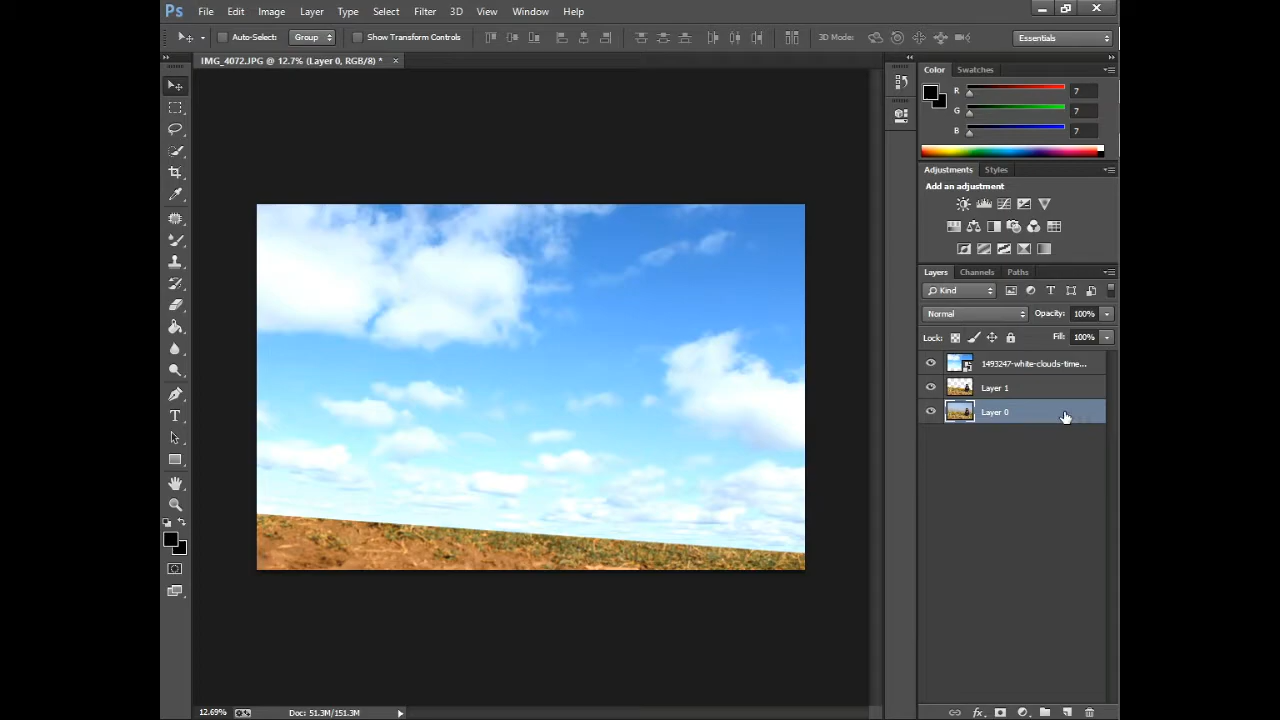 Ps File Edit Image Layer Type Select Filter 3D View Window Help
Auto-Select: Group Show Transform Controls 3D Mode: Essentials
IMG_4072.JPG @ 12.7% (Layer 0, RGB/8) * ×
Color Swatches
R 7
G 7
B 7
Adjustments Styles
Add an adjustment
Layers Channels Paths
Kind
Normal Opacity: 100%
Lock: Fill: 100%
1493247-white-clouds-time...
Layer 1
Layer 0
12.69% Doc: 51.3M/151.3M